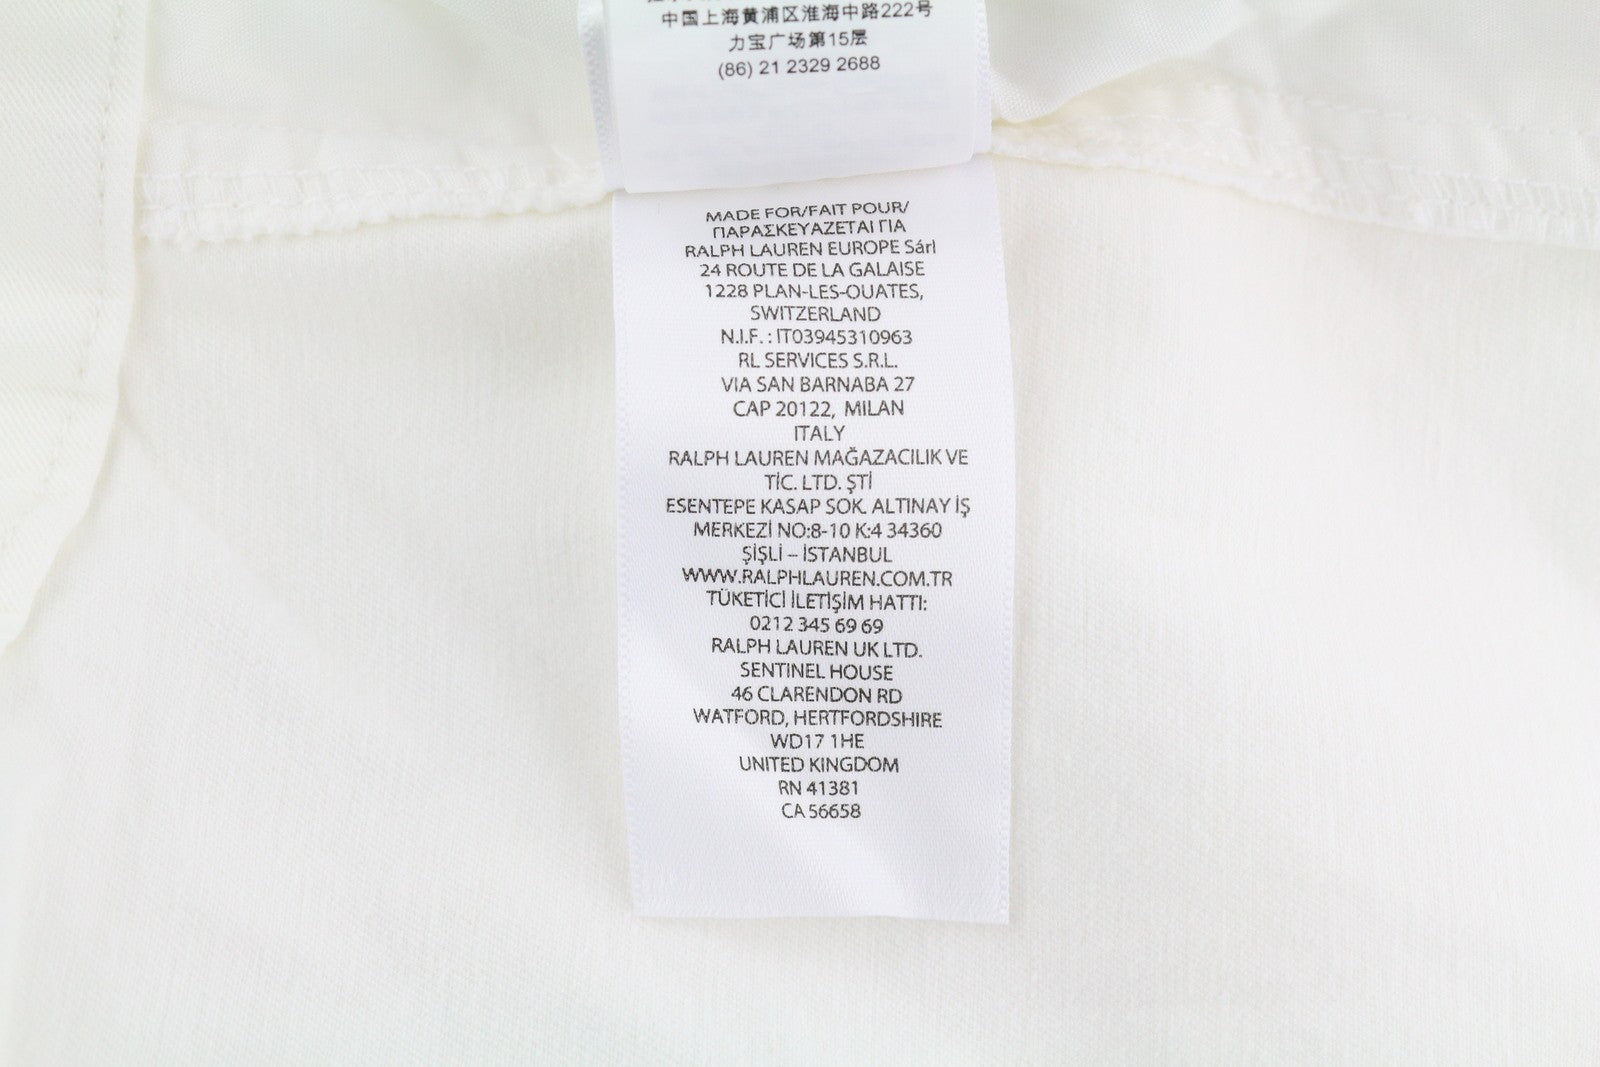 中国上海黄浦区淮海中路222号
力宝广场第15层
(86) 21 2329 2688
MADE FOR/FAIT POUR/
ΠΑΡΑΣΚΕΥΑΖΕΤΑΙ ΓΙΑ
RALPH LAUREN EUROPE Sárl
24 ROUTE DE LA GALAISE
1228 PLAN-LES-OUATES,
SWITZERLAND
N.I.F. : IT03945310963
RL SERVICES S.R.L.
VIA SAN BARNABA 27
CAP 20122, MILAN
ITALY
RALPH LAUREN MAĞAZACILIK VE
TİC. LTD. ŞTİ
ESENTEPE KASAP SOK. ALTINAY İŞ
MERKEZİ NO:8-10 K:4 34360
ŞİŞLİ – İSTANBUL
WWW.RALPHLAUREN.COM.TR
TÜKETİCİ İLETİŞİM HATTI:
0212 345 69 69
RALPH LAUREN UK LTD.
SENTINEL HOUSE
46 CLARENDON RD
WATFORD, HERTFORDSHIRE
WD17 1HE
UNITED KINGDOM
RN 41381
CA 56658